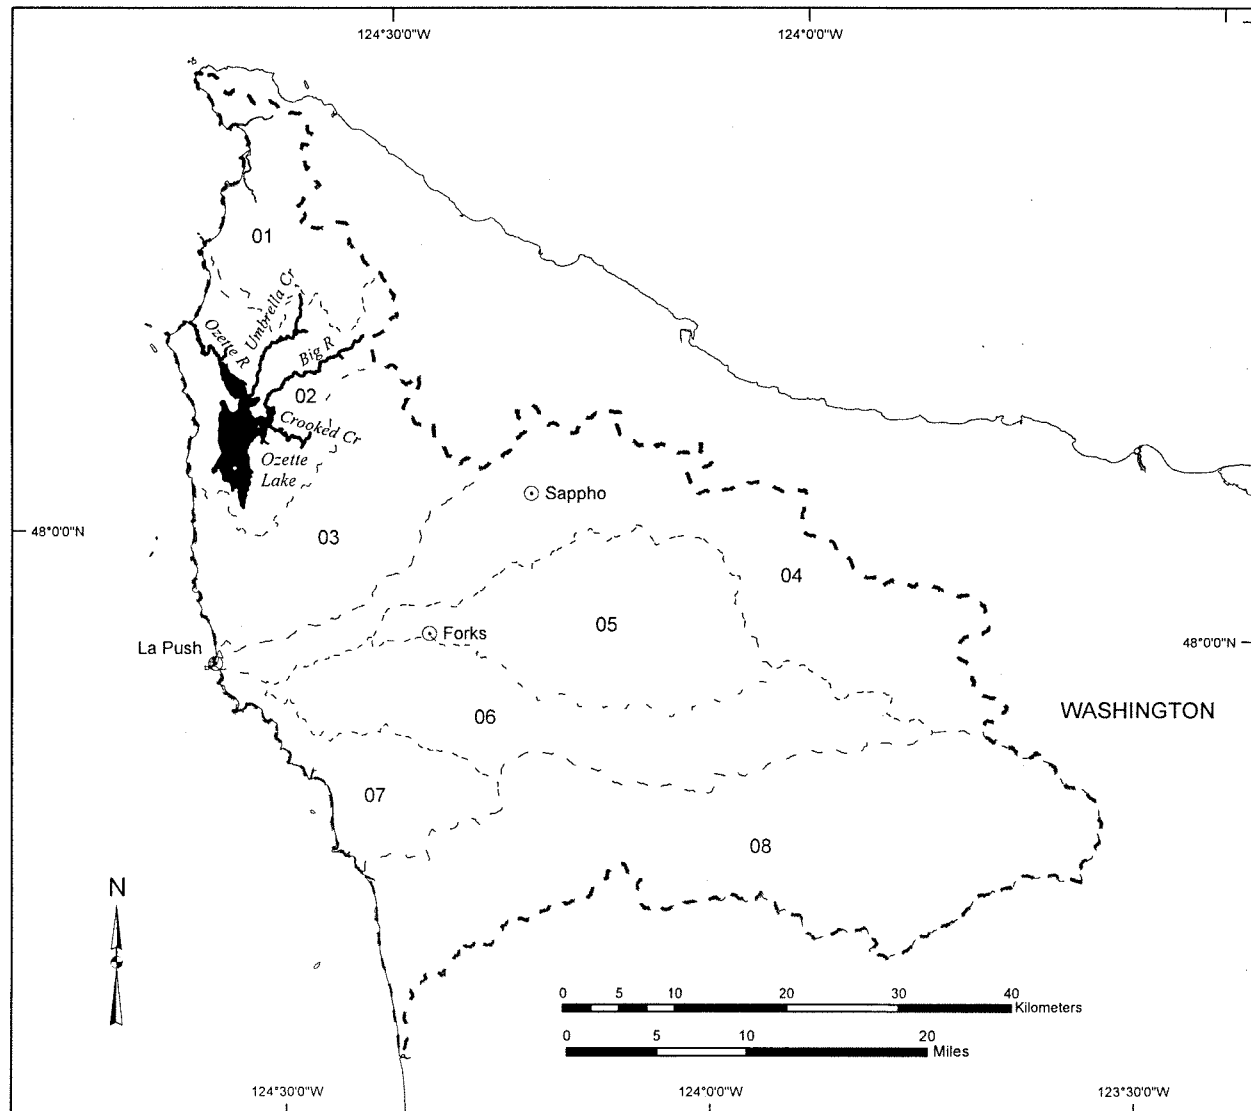 124°30'0"W
124°0'0"W
01
Umbrella Cr
Ozette R
Big R
02
Crooked Cr
Ozette
Lake
Sappho
48°0'0"N
03
04
05
Forks
La Push
48°0'0"N
06
WASHINGTON
07
08
N
0 5 10 20 30 40
Kilometers
0 5 10 20
Miles
124°30'0"W
124°0'0"W
123°30'0"W